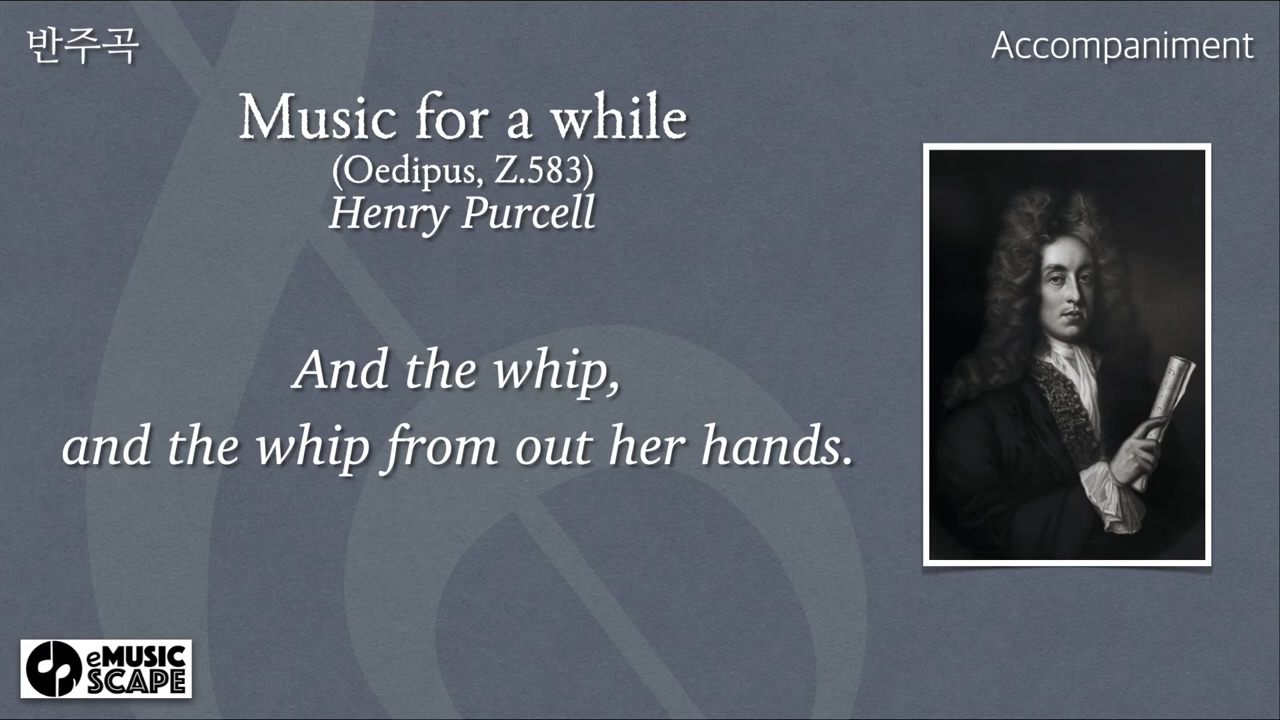 반주곡
Accompaniment
Music for a while
(Oedipus, Z.583)
Henry Purcell
And the whip,
and the whip from out her hands.
eMUSIC
SCAPE